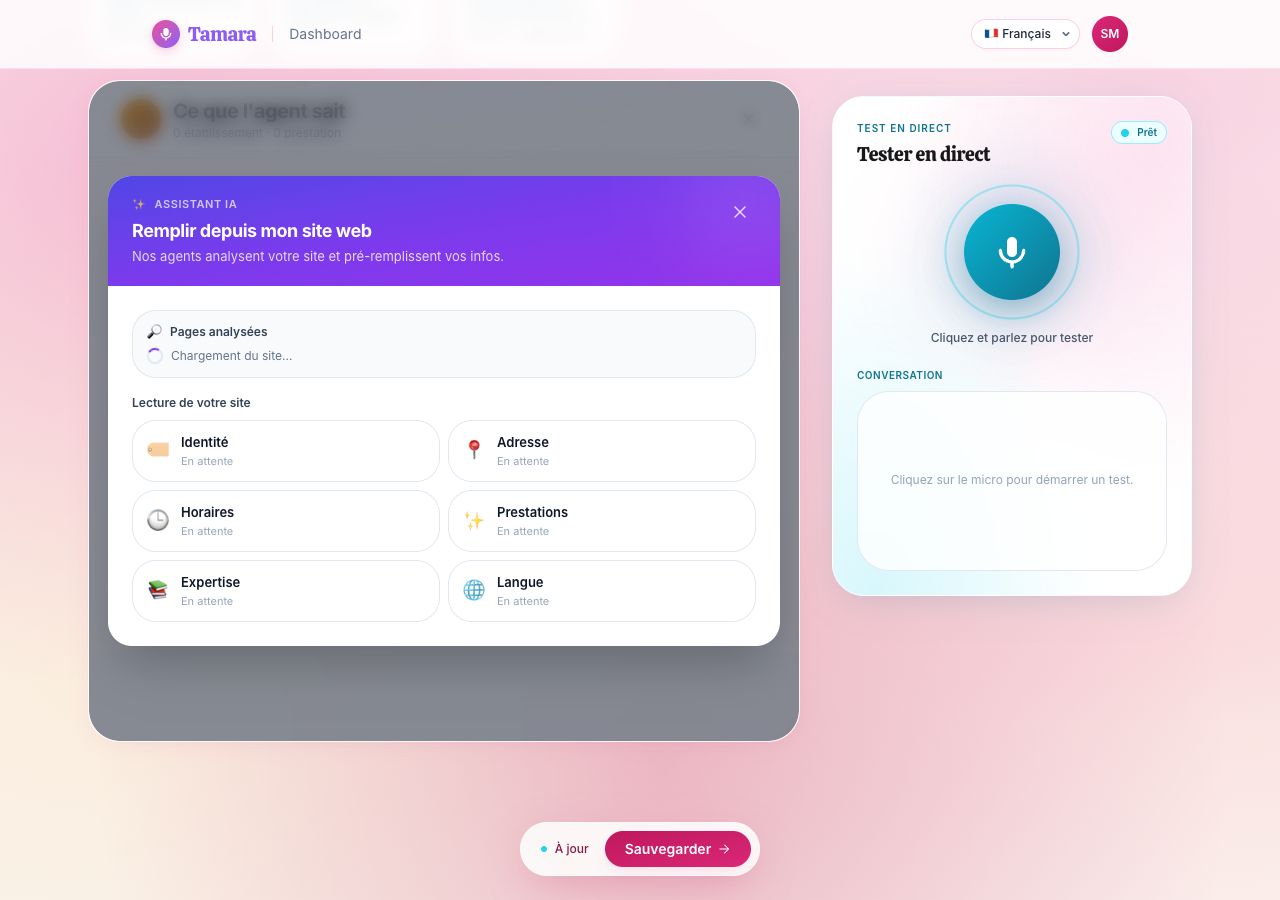 Tamara
Dashboard
Français
SM
Ce que l'agent sait
0 établissement · 0 prestation
ASSISTANT IA
Remplir depuis mon site web
Nos agents analysent votre site et pré-remplissent vos infos.
Pages analysées
Chargement du site...
Lecture de votre site
Identité
En attente
Adresse
En attente
Horaires
En attente
Prestations
En attente
Expertise
En attente
Langue
En attente
TEST EN DIRECT
Prêt
Tester en direct
Cliquez et parlez pour tester
CONVERSATION
Cliquez sur le micro pour démarrer un test.
À jour
Sauvegarder →